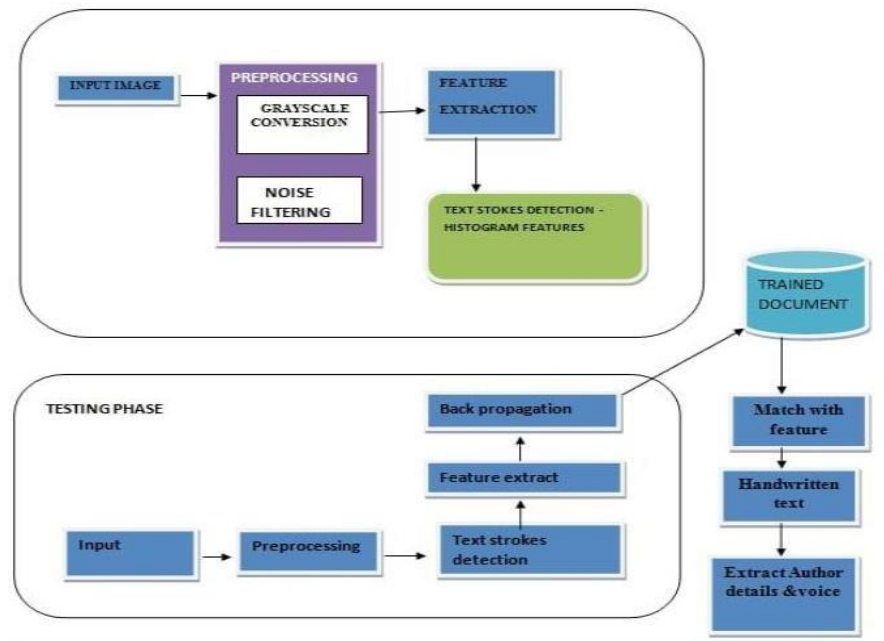 INPUT IMAGE
PREPROCESSING
GRAYSCALE
CONVERSION
NOISE
FILTERING
FEATURE
EXTRACTION
TEXT STOKES DETECTION -
HISTOGRAM FEATURES
TRAINED
DOCUMENT
TESTING PHASE
Input
Preprocessing
Text strokes
detection
Feature extract
Back propagation
Match with
feature
Handwritten
text
Extract Author
details &voice